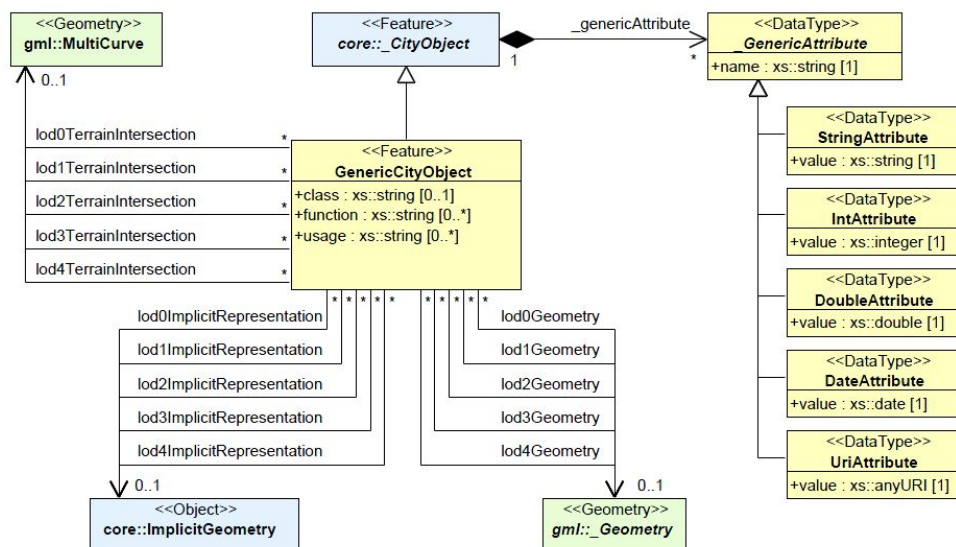 <<Geometry>>
gml::MultiCurve
0..1
<<Feature>>
core::_CityObject
1
_genericAttribute
*
<<DataType>>
_GenericAttribute
+name : xs::string [1]
lod0TerrainIntersection
*
lod1TerrainIntersection
*
lod2TerrainIntersection
*
lod3TerrainIntersection
*
lod4TerrainIntersection
*
<<Feature>>
GenericCityObject
+class : xs::string [0..1]
+function : xs::string [0..*]
+usage : xs::string [0..*]
<<DataType>>
StringAttribute
+value : xs::string [1]
<<DataType>>
IntAttribute
+value : xs::integer [1]
<<DataType>>
DoubleAttribute
+value : xs::double [1]
<<DataType>>
DateAttribute
+value : xs::date [1]
<<DataType>>
UriAttribute
+value : xs::anyURI [1]
* * * * *
* * * * *
lod0ImplicitRepresentation
lod1ImplicitRepresentation
lod2ImplicitRepresentation
lod3ImplicitRepresentation
lod4ImplicitRepresentation
0..1
<<Object>>
core::ImplicitGeometry
lod0Geometry
lod1Geometry
lod2Geometry
lod3Geometry
lod4Geometry
0..1
<<Geometry>>
gml::_Geometry